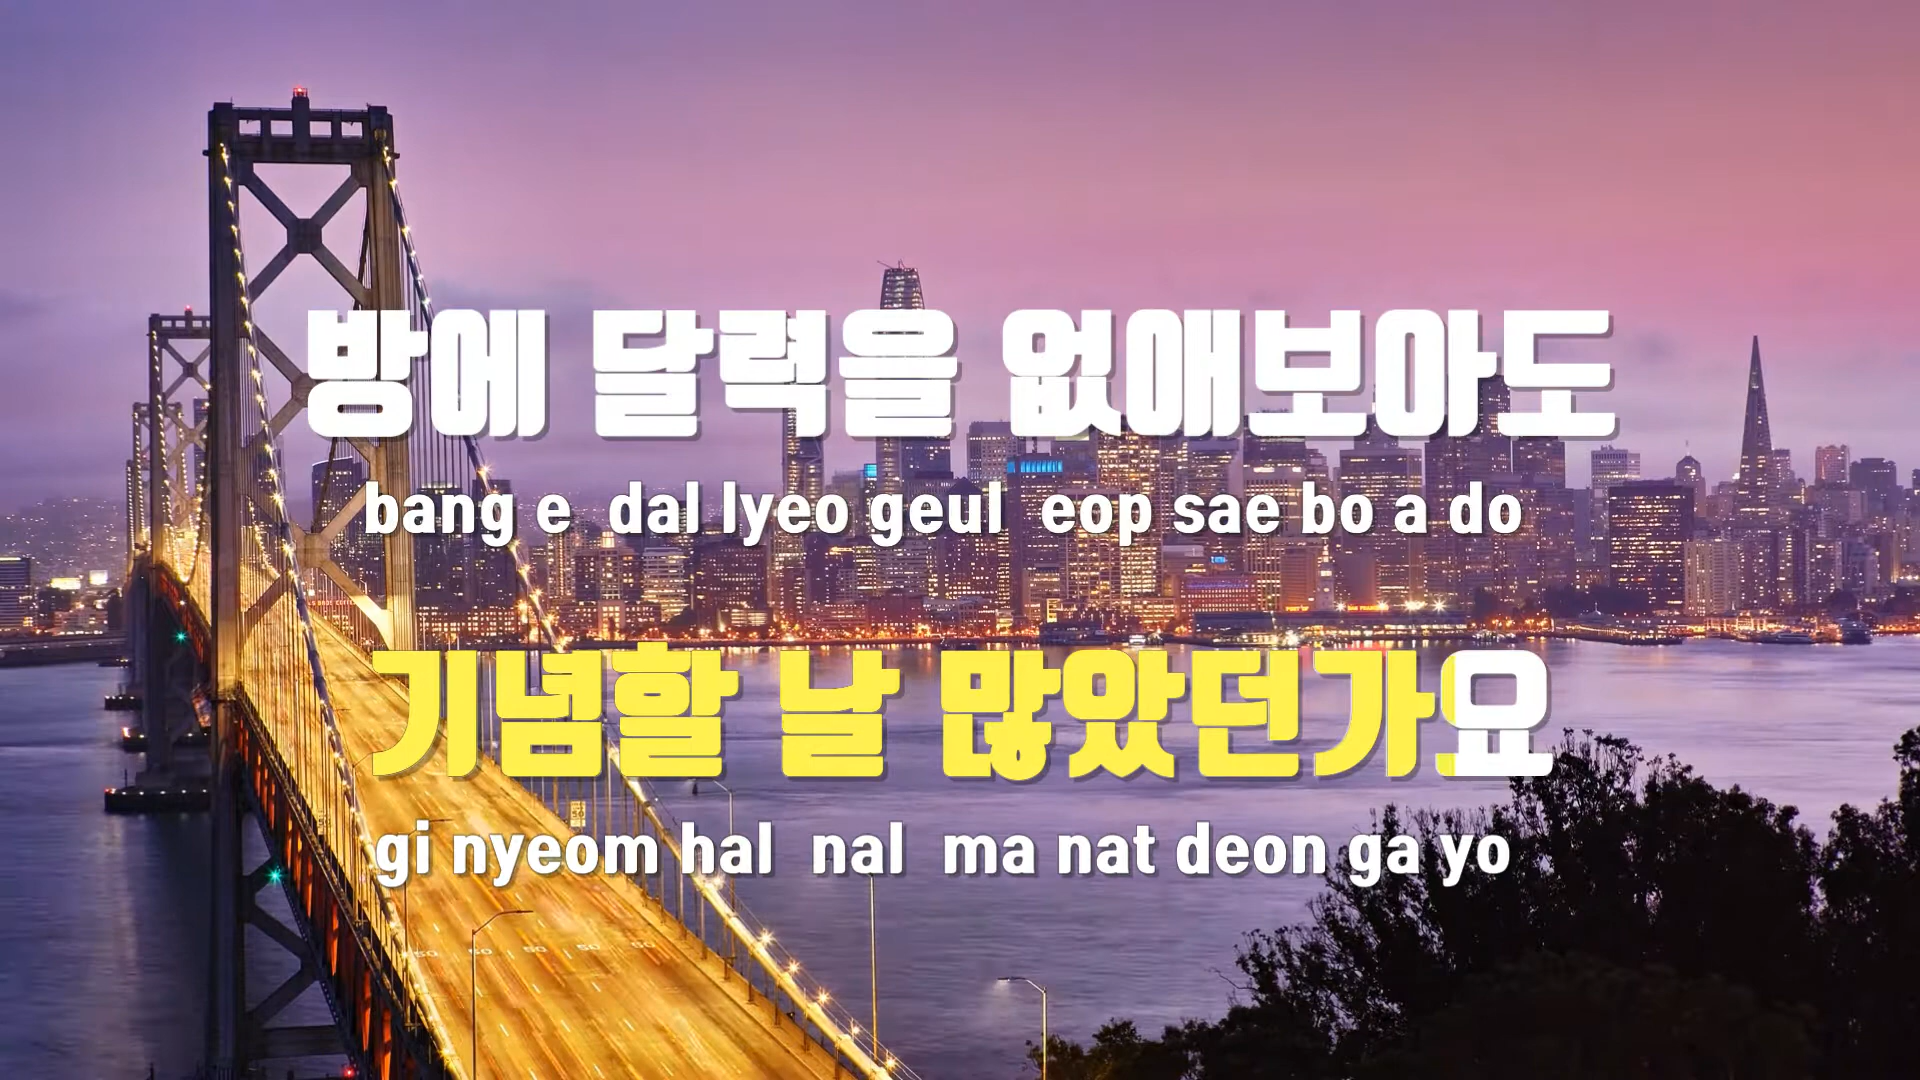 방에 달력을 없애보아도
bang e dal lyeo geul eop sae bo a do
기념할 날 많았던가요
gi nyeom hal nal ma nat deon ga yo